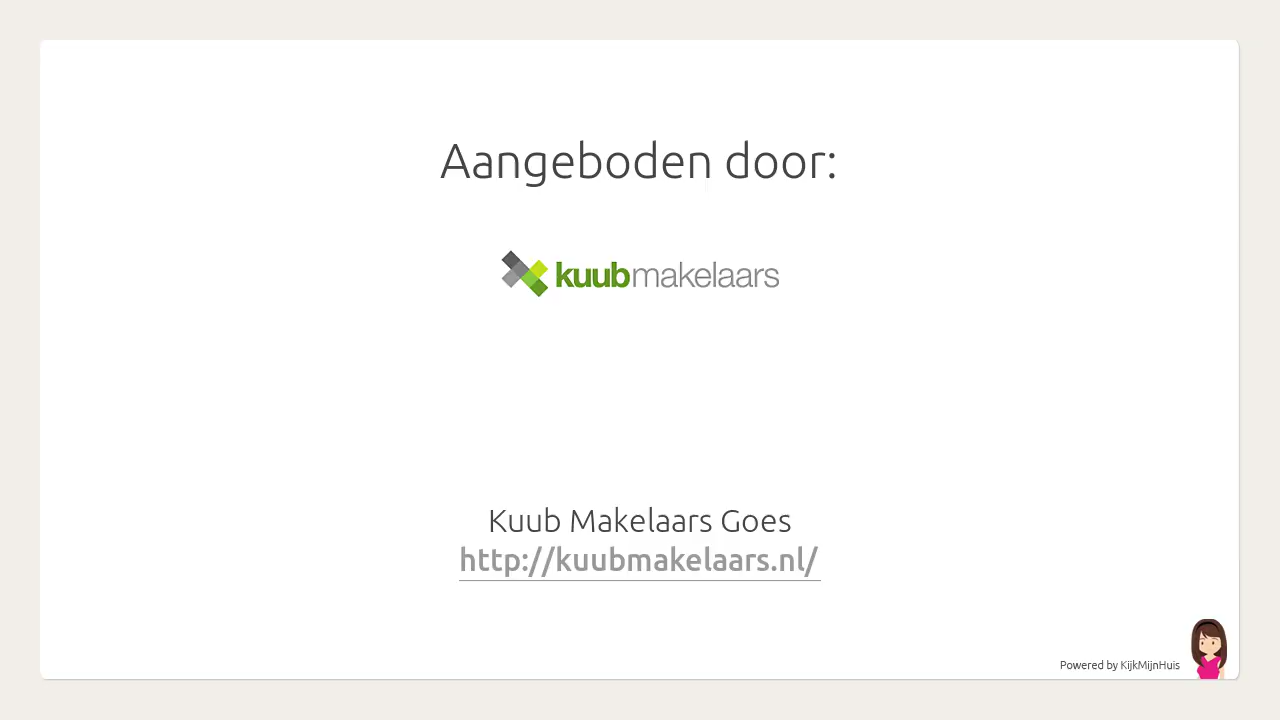 Aangeboden door:
kuubmakelaars
Kuub Makelaars Goes
http://kuubmakelaars.nl/
Powered by KijkMijnHuis